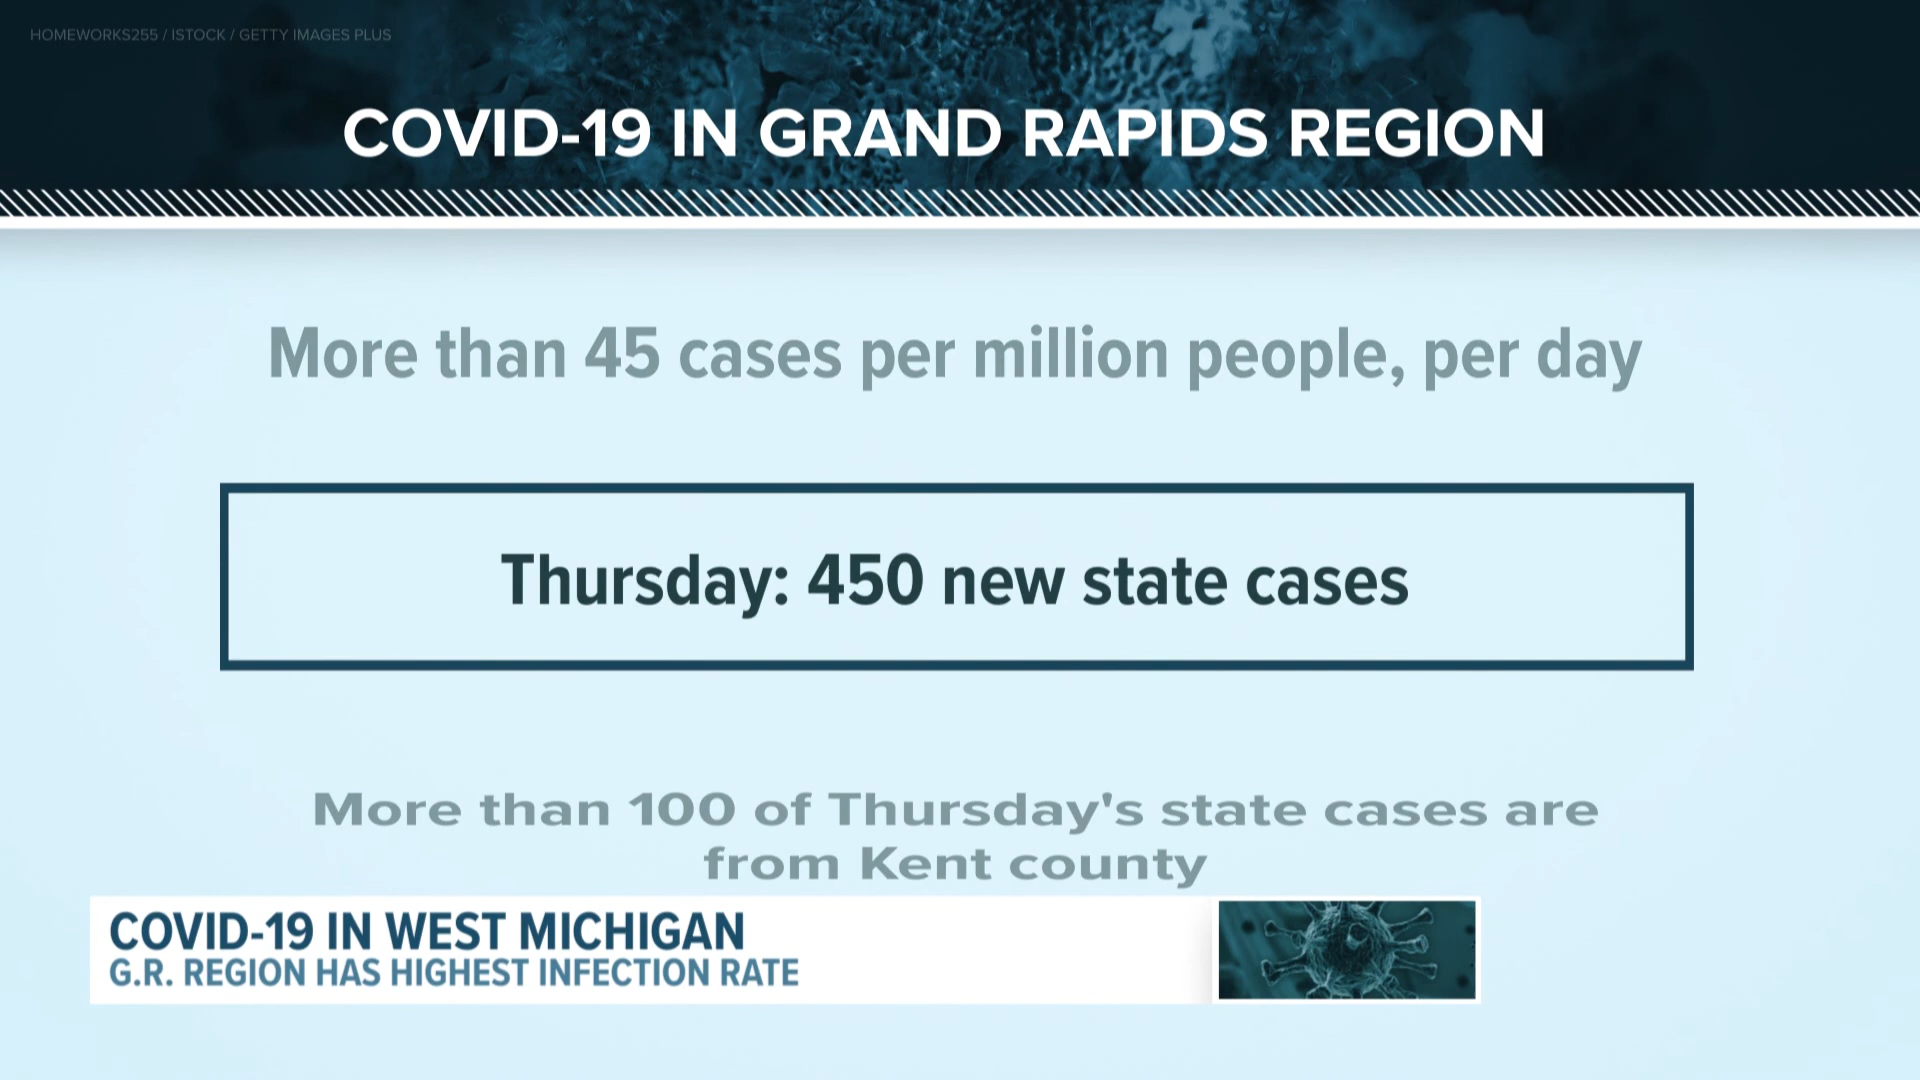 HOMEWORKS255 / ISTOCK / GETTY IMAGES PLUS
COVID-19 IN GRAND RAPIDS REGION
More than 45 cases per million people, per day
Thursday: 450 new state cases
More than 100 of Thursday's state cases are
from Kent county
COVID-19 IN WEST MICHIGAN
G.R. REGION HAS HIGHEST INFECTION RATE